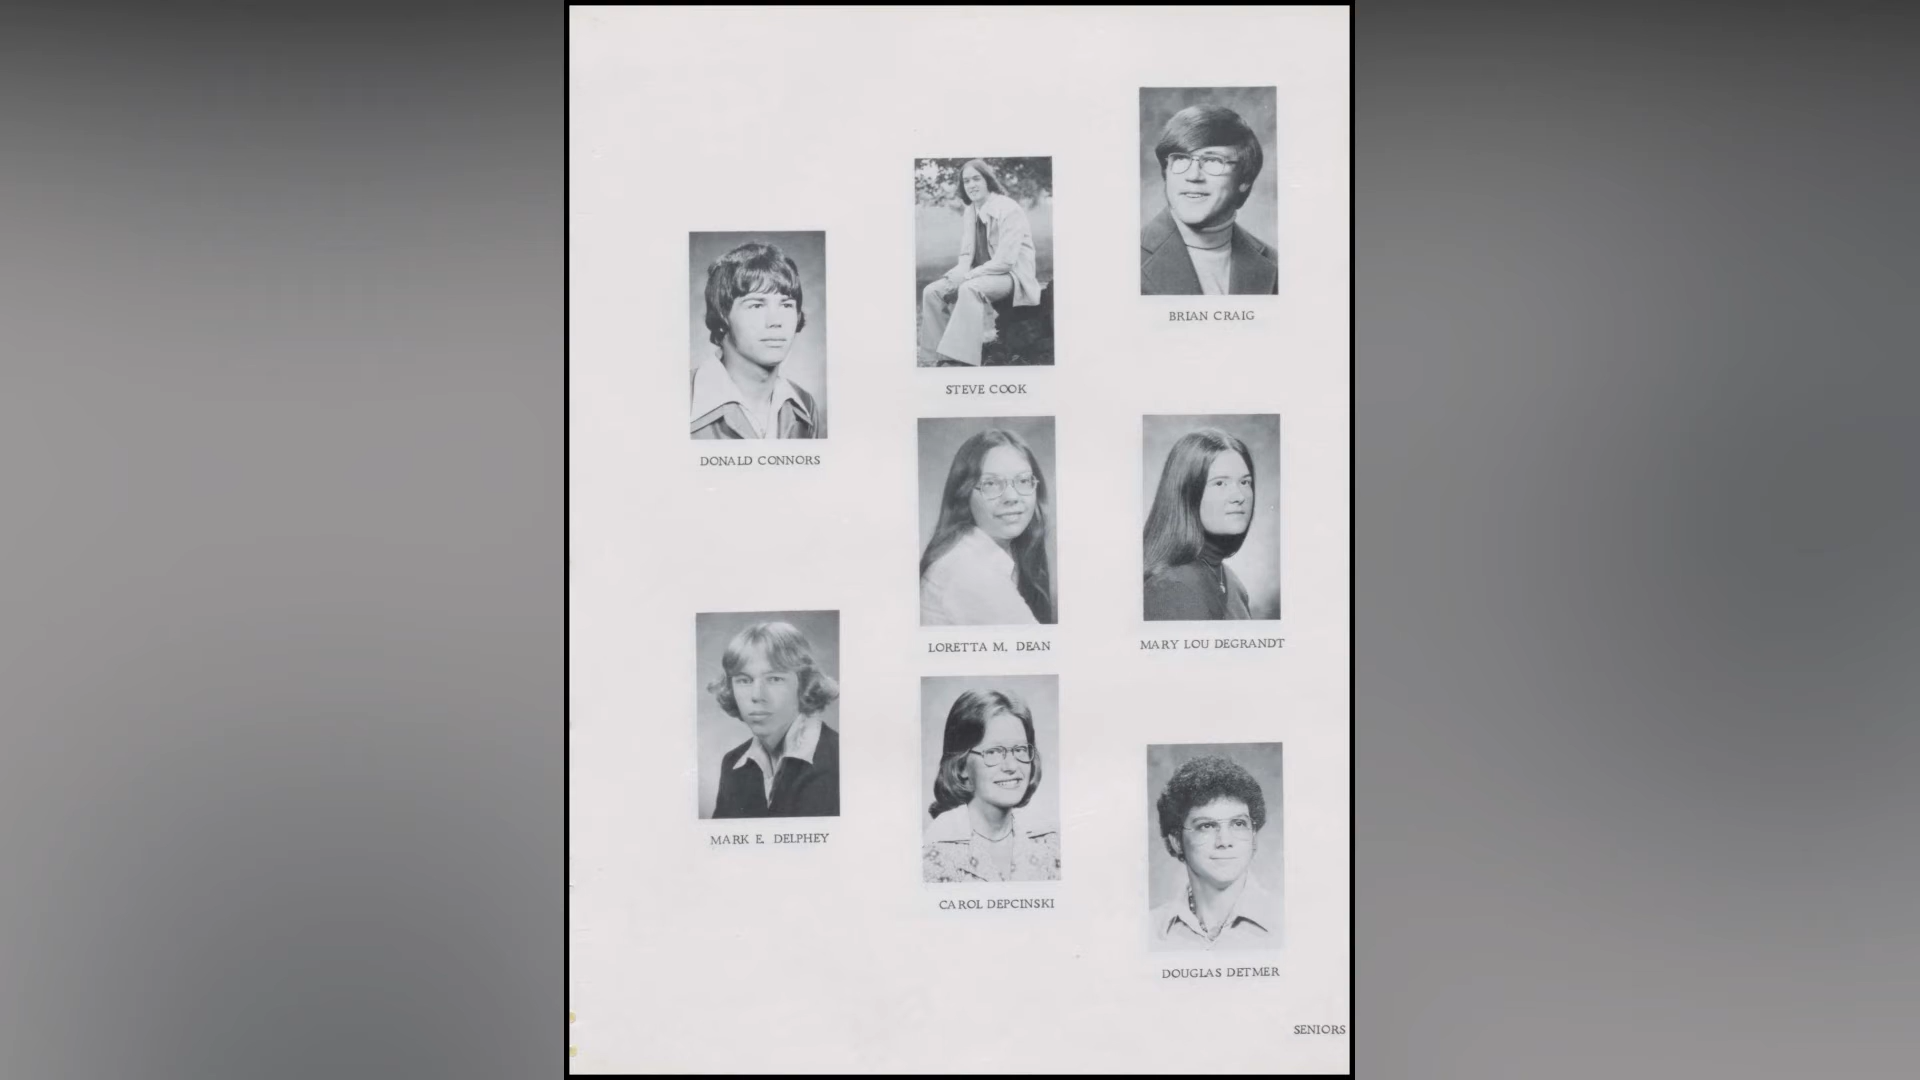 BRIAN CRAIG
STEVE COOK
DONALD CONNORS
LORETTA M. DEAN
MARY LOU DEGRANDT
MARK E. DELPHEY
CAROL DEPCINSKI
DOUGLAS DETMER
SENIORS